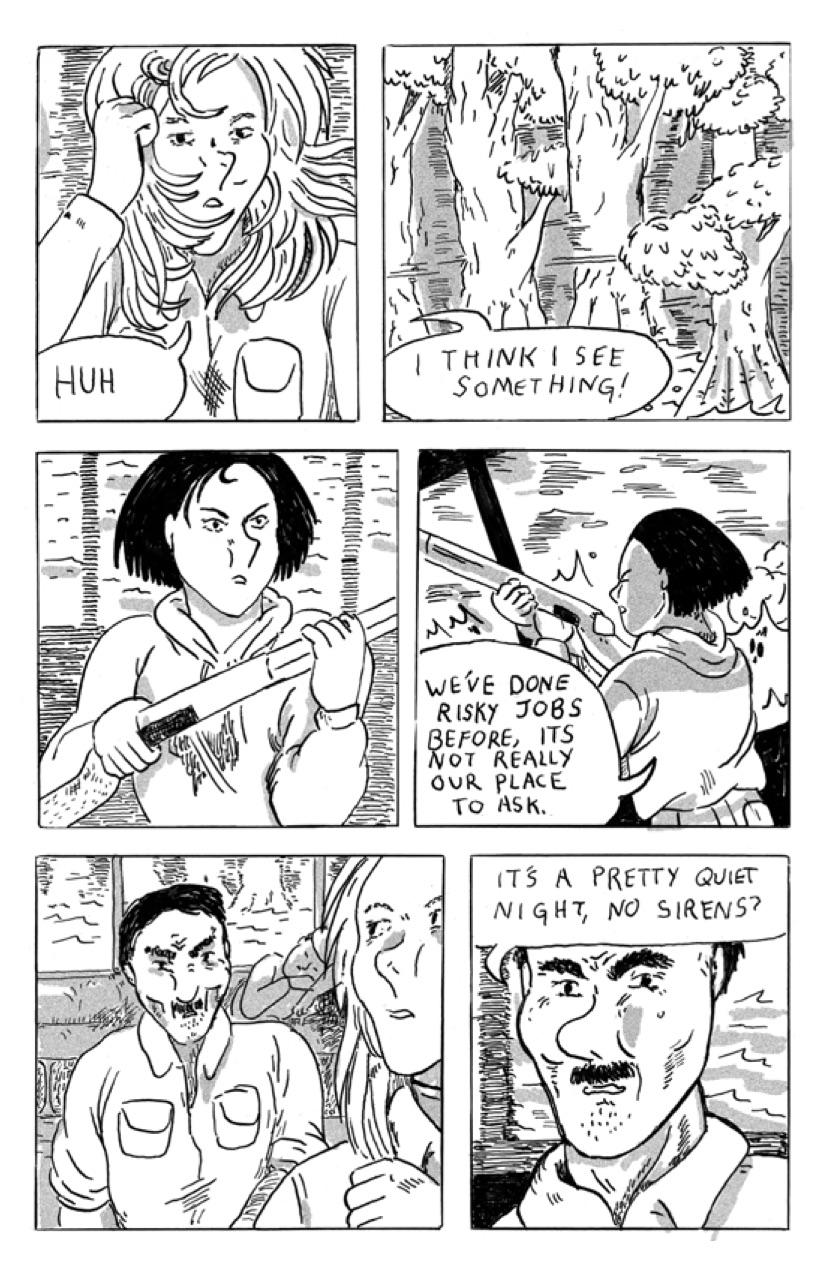 HUH
I THINK I SEE
SOMETHING!
WE'VE DONE
RISKY JOBS
BEFORE, ITS
NOT REALLY
OUR PLACE
TO ASK.
IT'S A PRETTY QUIET
NIGHT, NO SIRENS?